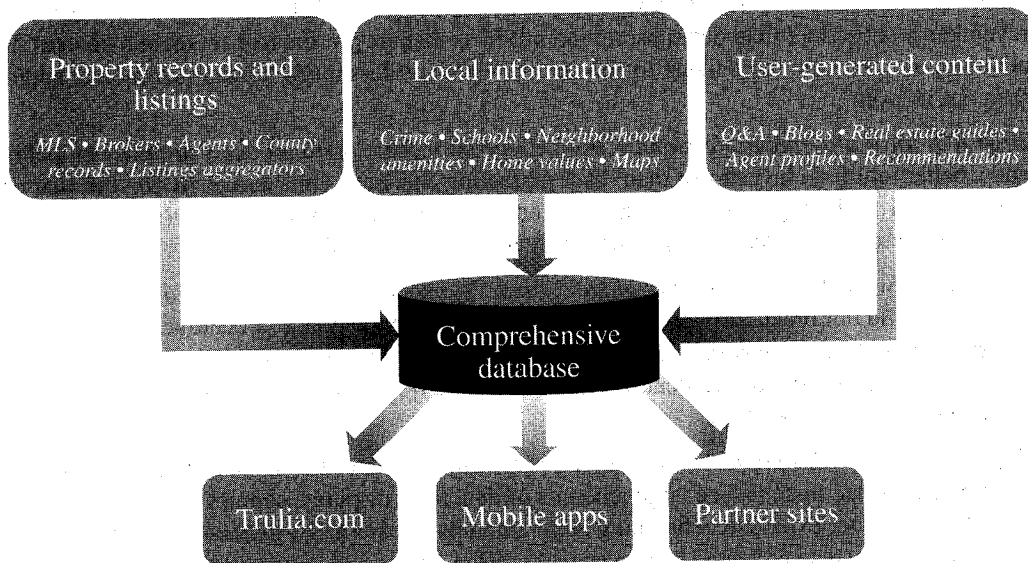 Property records and
listings
MLS • Brokers • Agents • County
records • Listings aggregators
Local information
Crime • Schools • Neighborhood
amenities • Home values • Maps
User-generated content
Q&A • Blogs • Real estate guides •
Agent profiles • Recommendations
Comprehensive
database
Trulia.com
Mobile apps
Partner sites